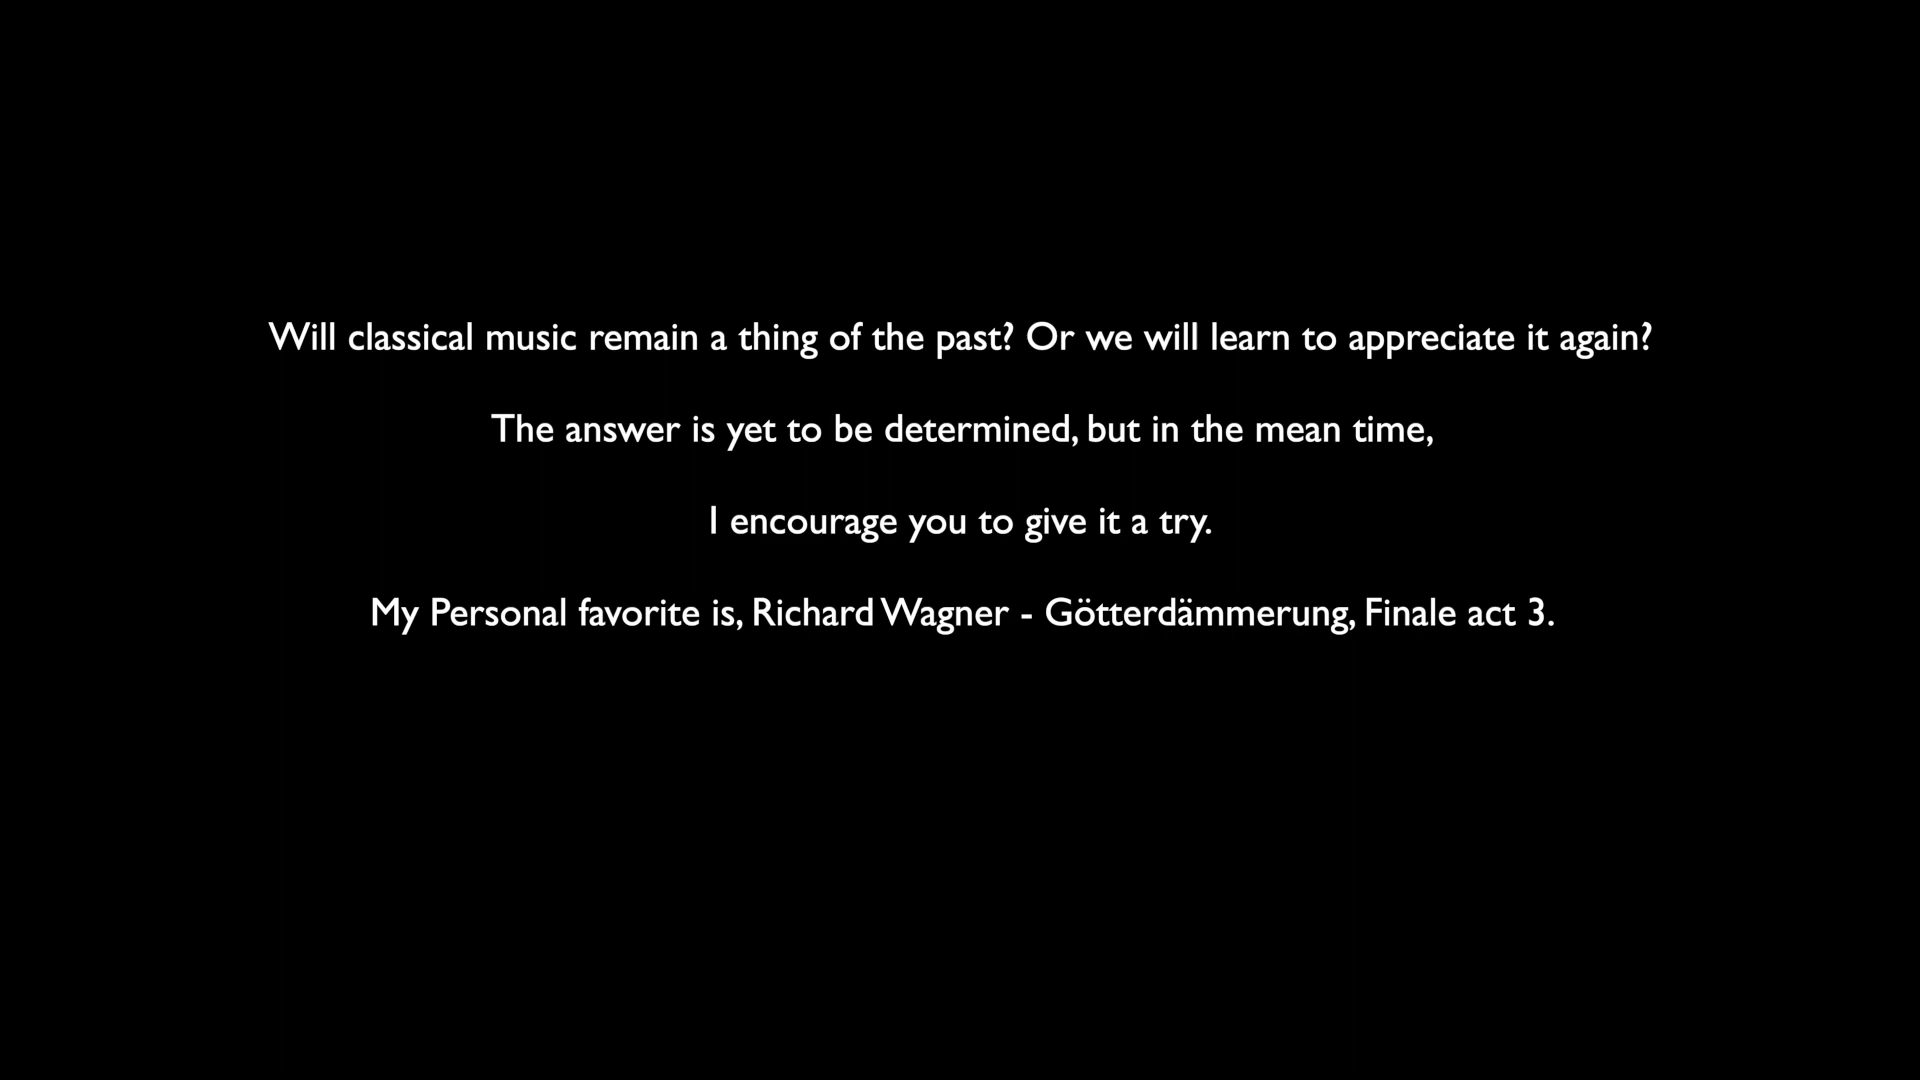 Will classical music remain a thing of the past? Or we will learn to appreciate it again?
The answer is yet to be determined, but in the mean time,
I encourage you to give it a try.
My Personal favorite is, Richard Wagner - Götterdämmerung, Finale act 3.